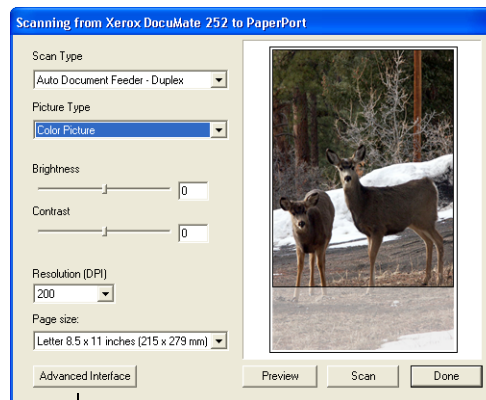 Scanning from Xerox DocuMate 252 to PaperPort
Scan Type
Auto Document Feeder - Duplex
Picture Type
Color Picture
Brightness
0
Contrast
0
Resolution (DPI)
200
Page size:
Letter 8.5 x 11 inches (215 x 279 mm)
Advanced Interface Preview Scan Done